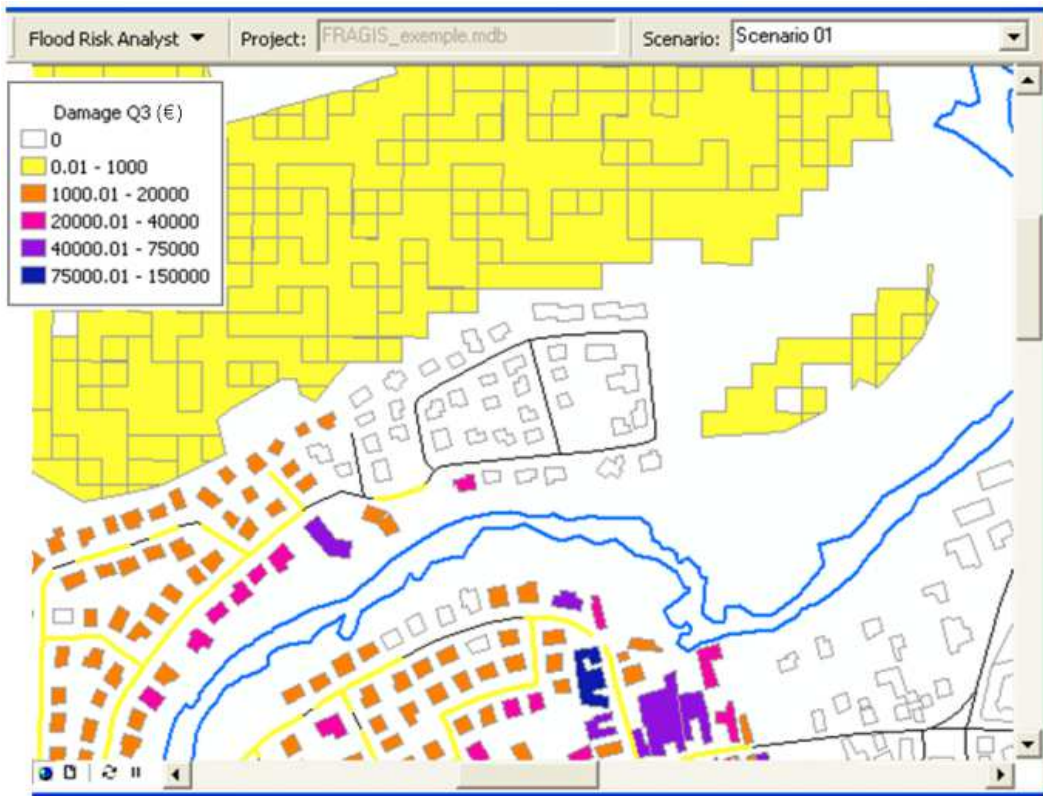 Flood Risk Analyst Project: FRAGIS_exemple.mdb Scenario: Scenario 01
Damage Q3 (€)
0
0.01 - 1000
1000.01 - 20000
20000.01 - 40000
40000.01 - 75000
75000.01 - 150000